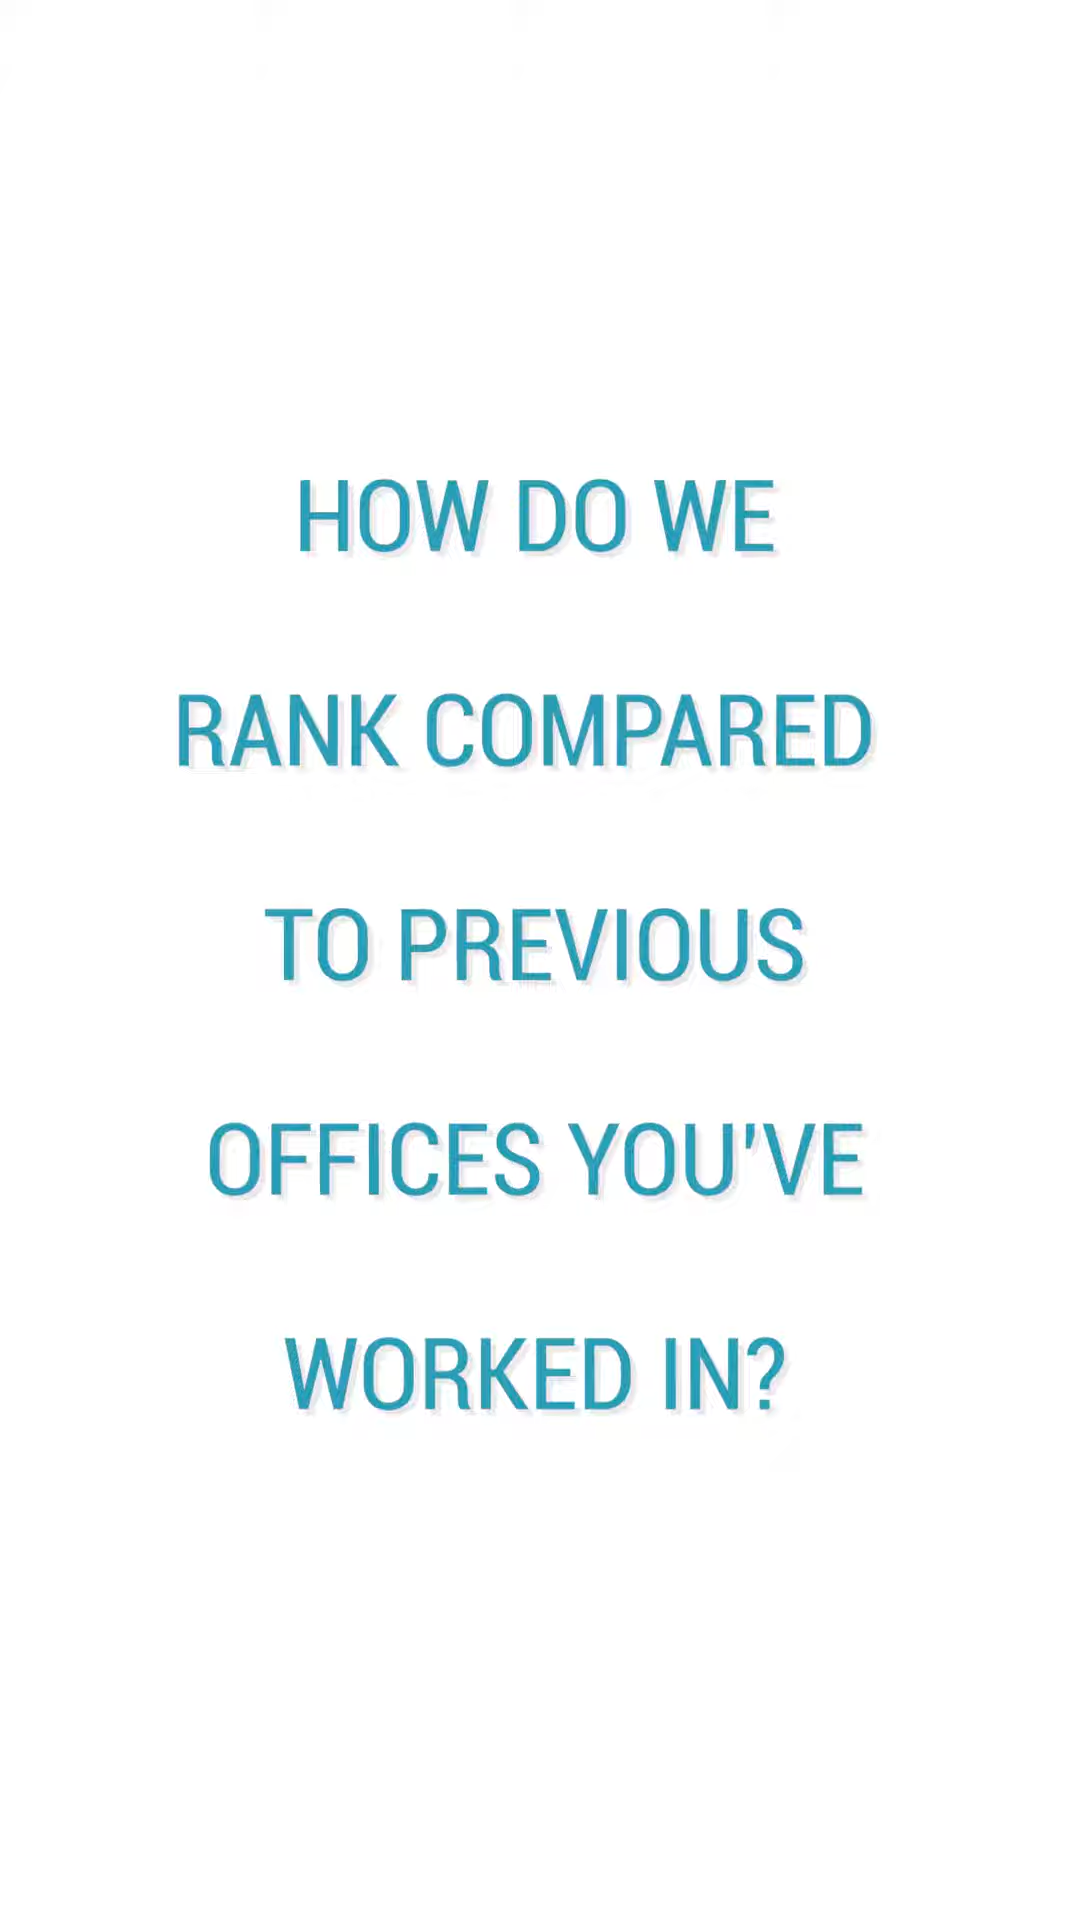 HOW DO WE
RANK COMPARED
TO PREVIOUS
OFFICES YOU'VE
WORKED IN?